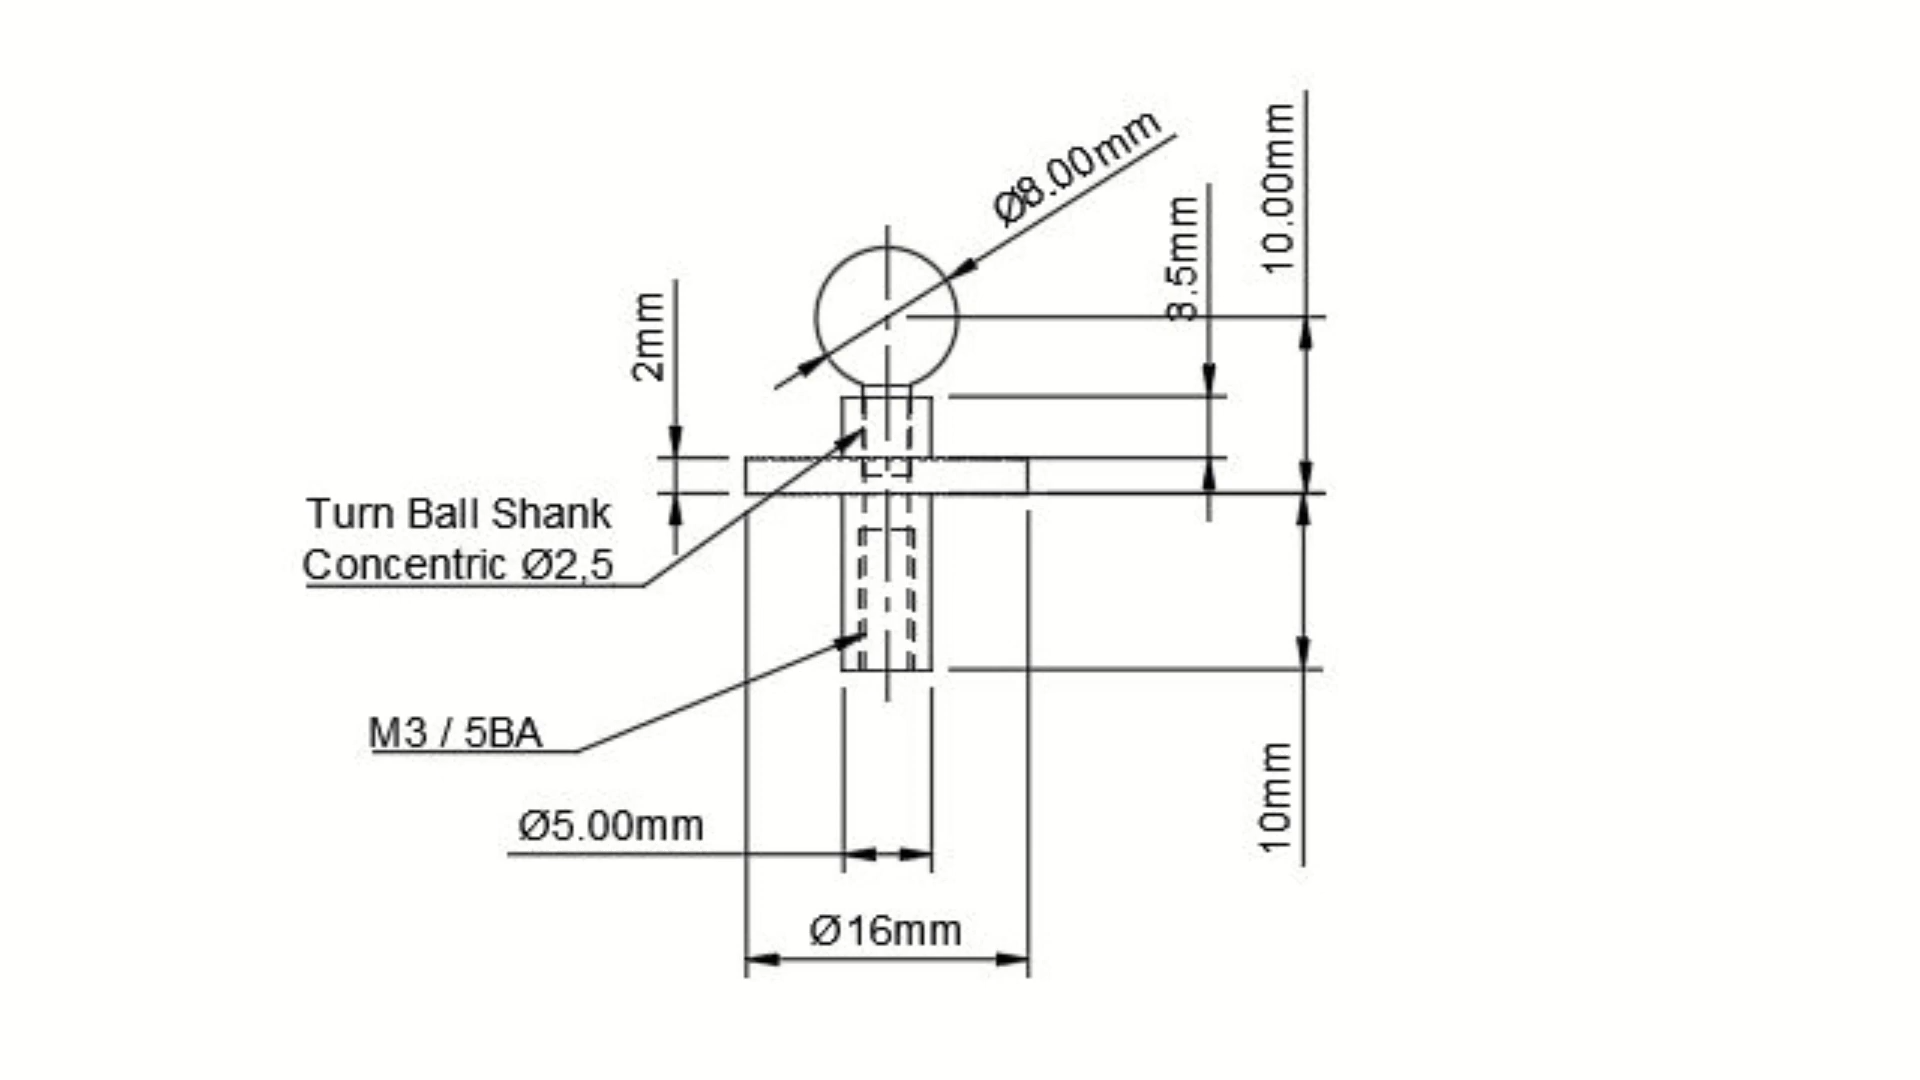 Ø8.00mm
10.00mm
3.5mm
2mm
Turn Ball Shank
Concentric Ø2,5
M3 / 5BA
Ø5.00mm
10mm
Ø16mm